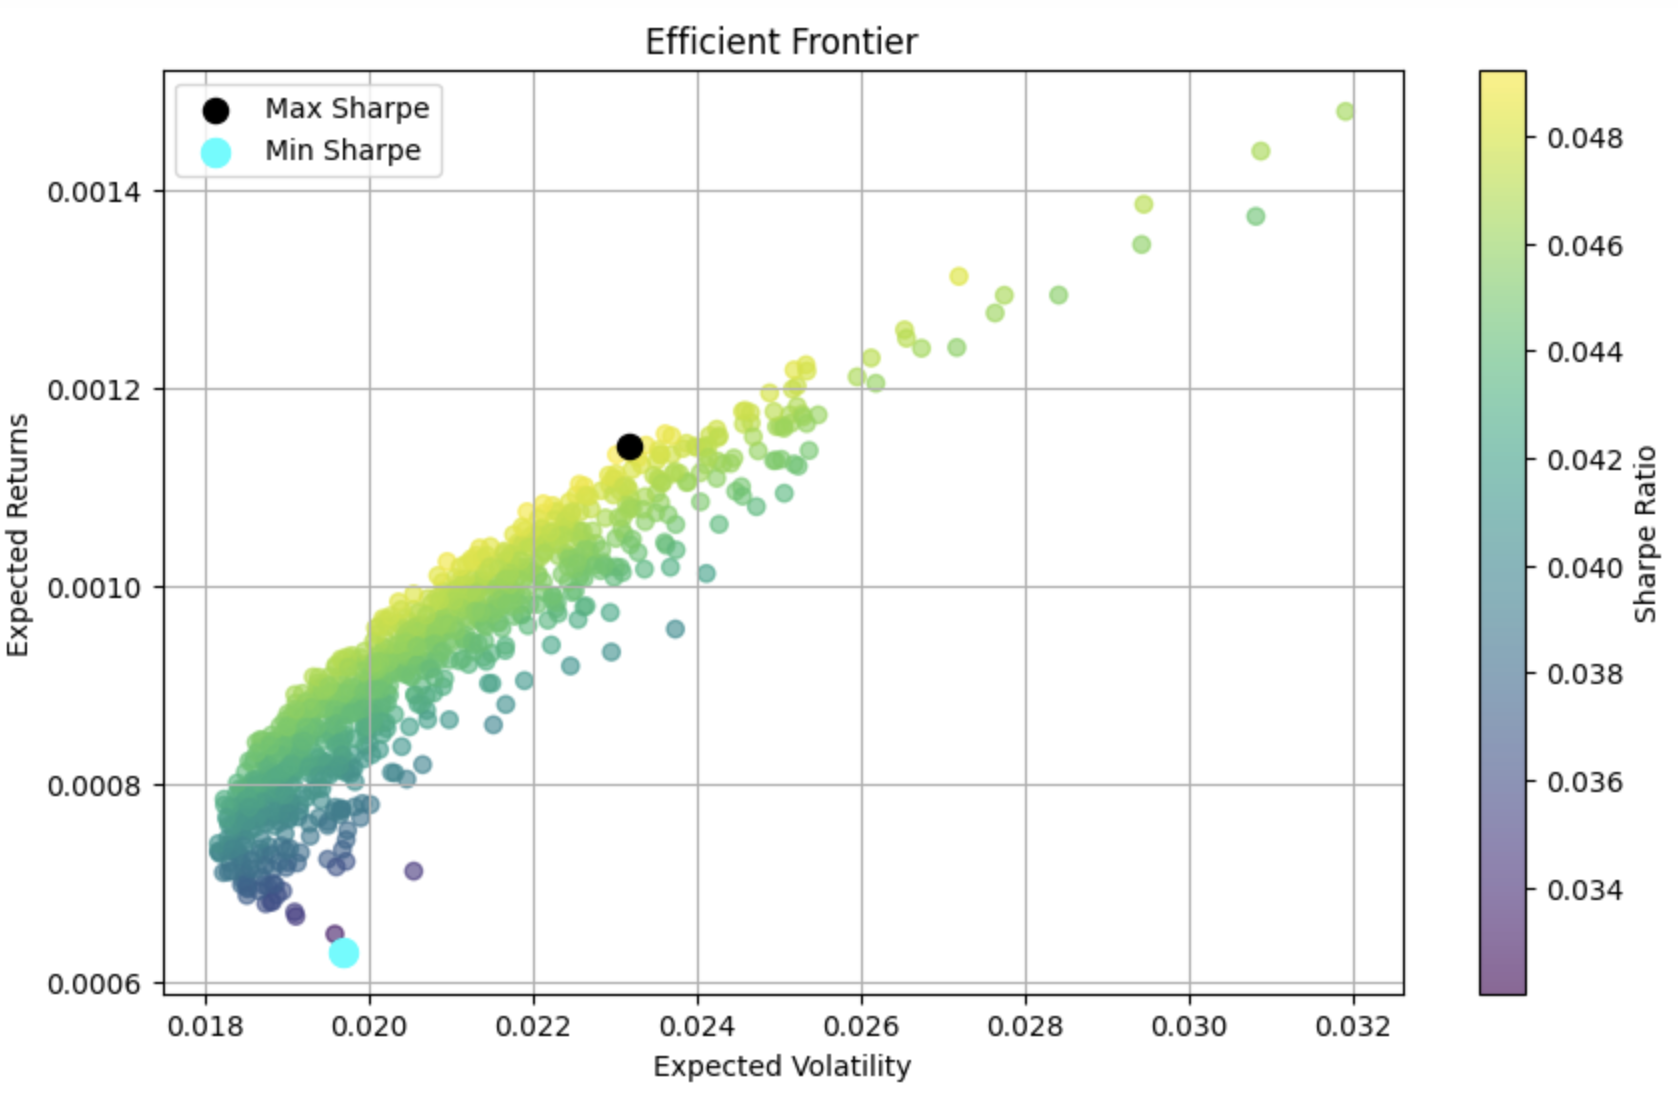 Efficient Frontier
Max Sharpe
Min Sharpe
Expected Returns
0.0014
0.0012
0.0010
0.0008
0.0006
0.018 0.020 0.022 0.024 0.026 0.028 0.030 0.032
Expected Volatility
0.048
0.046
0.044
0.042
0.040
0.038
0.036
0.034
Sharpe Ratio